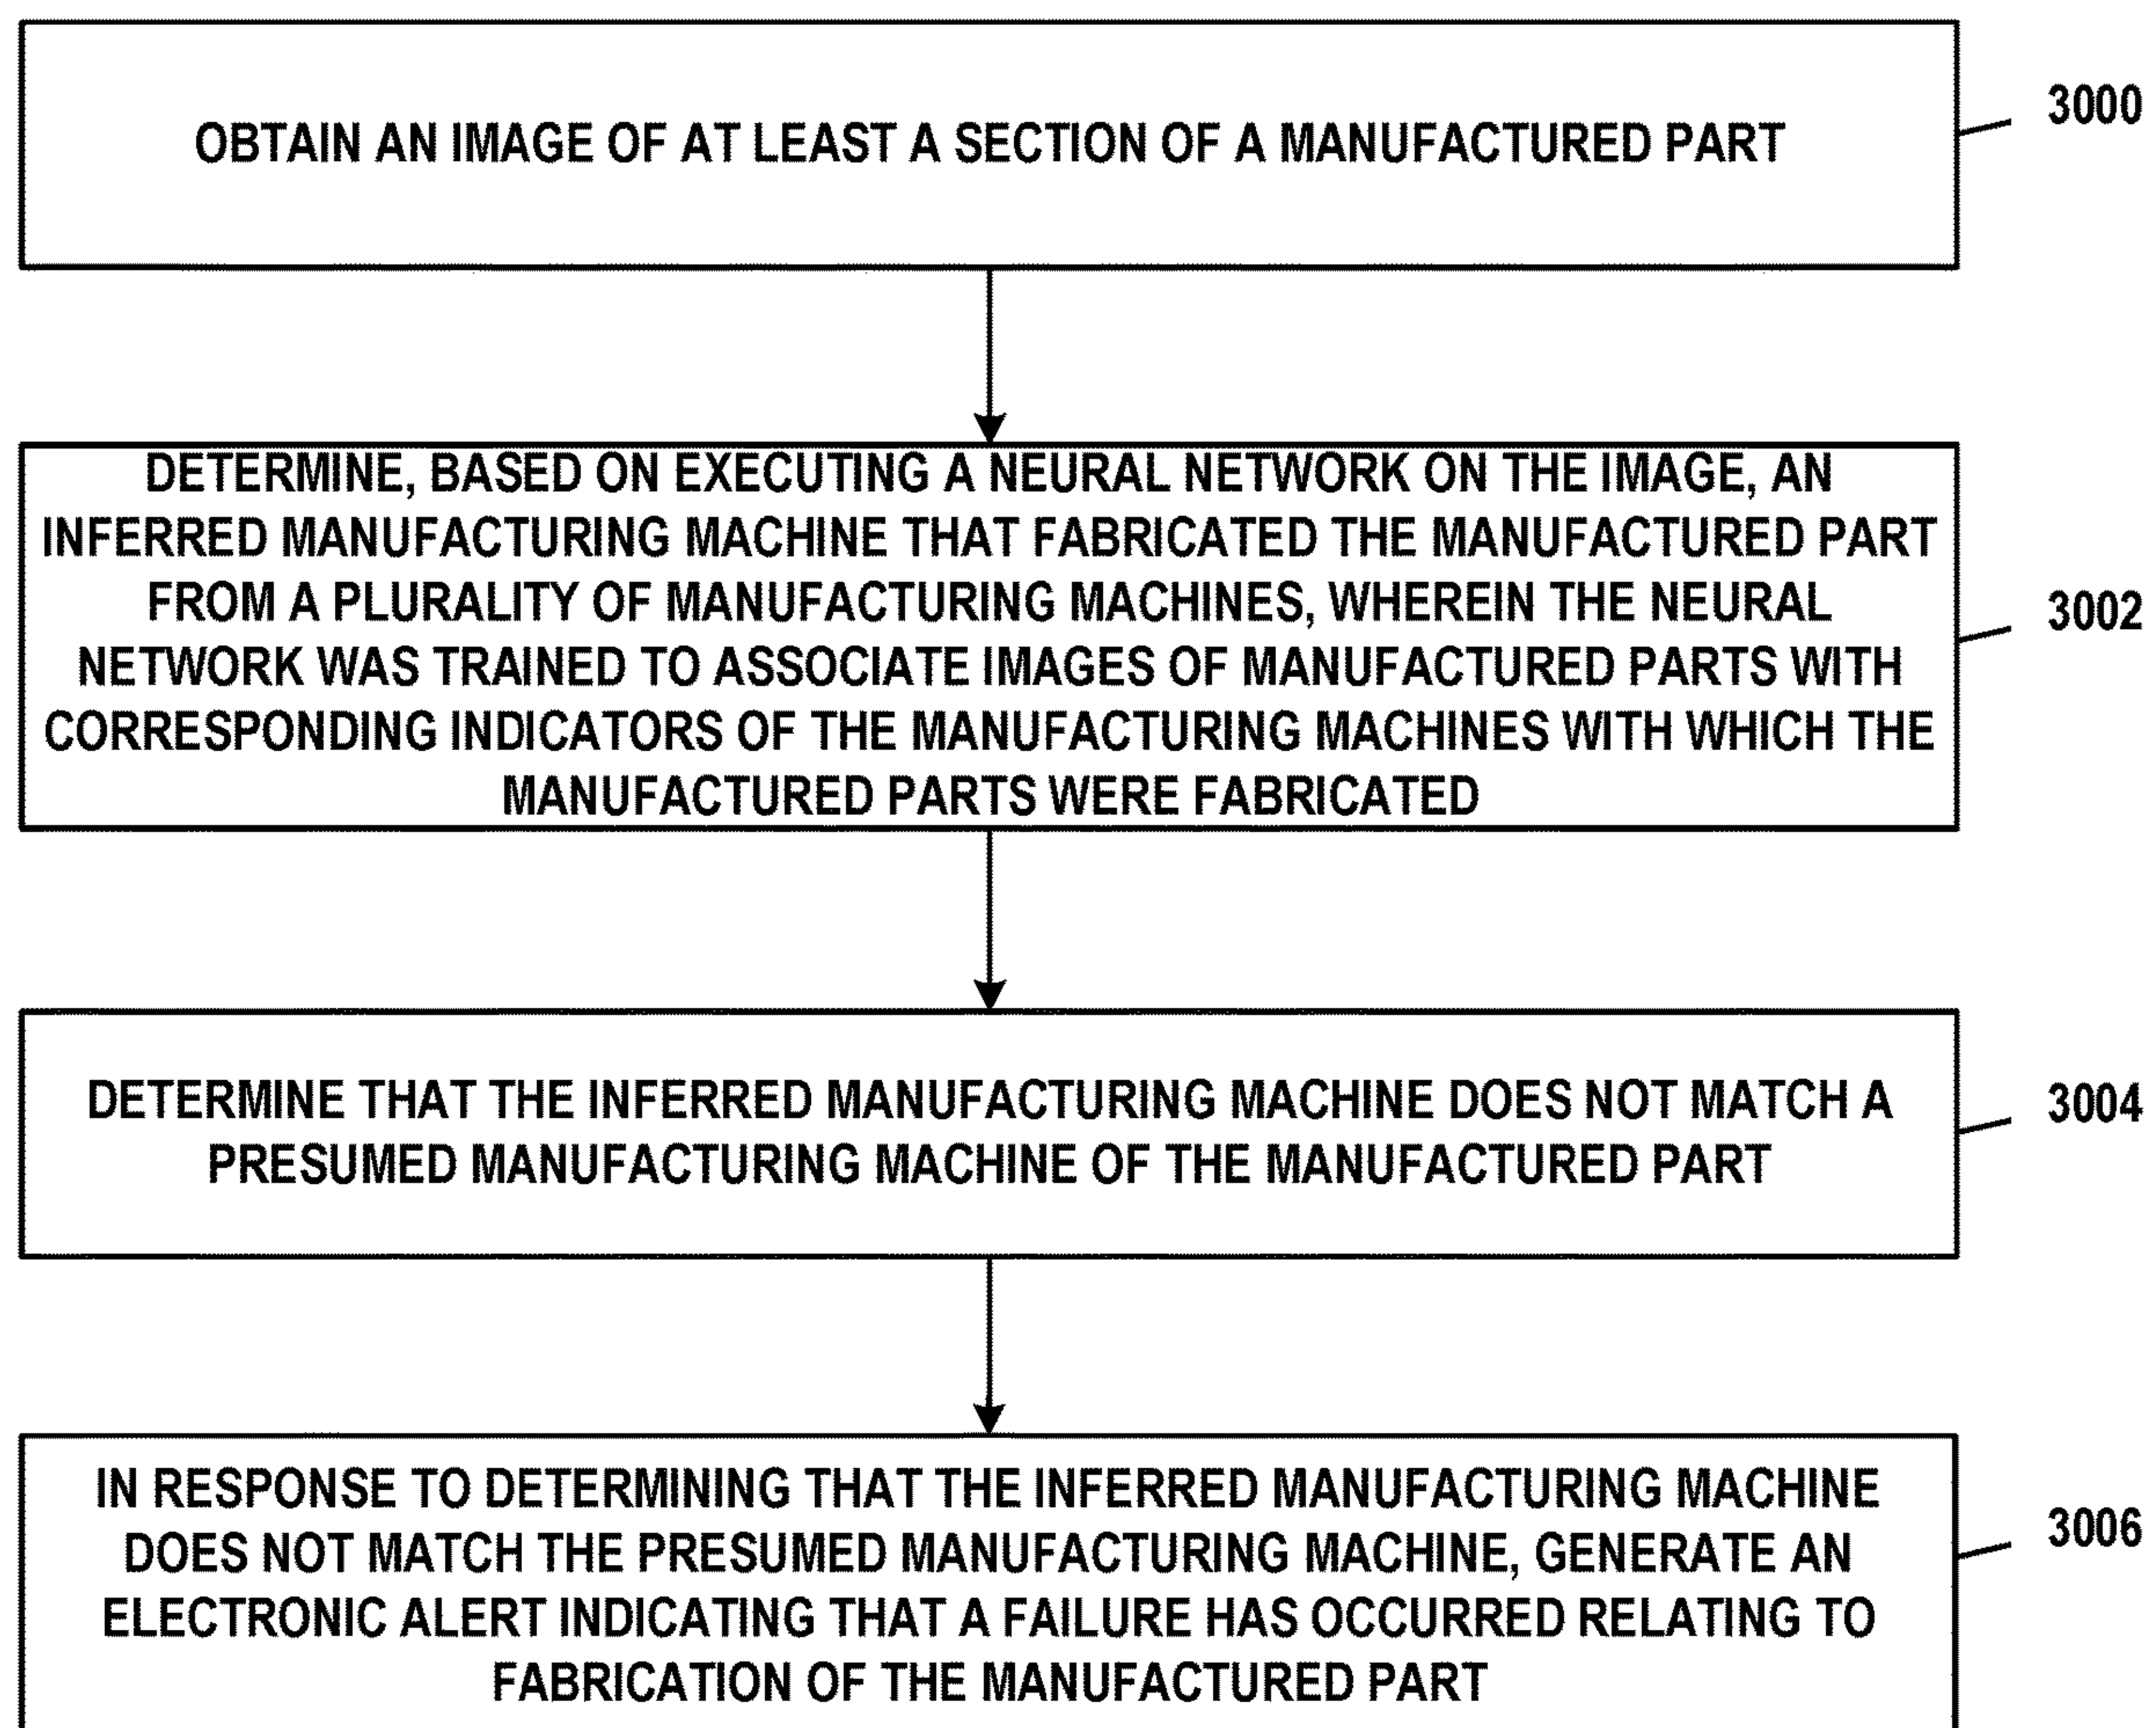 OBTAIN AN IMAGE OF AT LEAST A SECTION OF A MANUFACTURED PART
3000
DETERMINE, BASED ON EXECUTING A NEURAL NETWORK ON THE IMAGE, AN
INFERRED MANUFACTURING MACHINE THAT FABRICATED THE MANUFACTURED PART
FROM A PLURALITY OF MANUFACTURING MACHINES, WHEREIN THE NEURAL
NETWORK WAS TRAINED TO ASSOCIATE IMAGES OF MANUFACTURED PARTS WITH
CORRESPONDING INDICATORS OF THE MANUFACTURING MACHINES WITH WHICH THE
MANUFACTURED PARTS WERE FABRICATED
3002
DETERMINE THAT THE INFERRED MANUFACTURING MACHINE DOES NOT MATCH A
PRESUMED MANUFACTURING MACHINE OF THE MANUFACTURED PART
3004
IN RESPONSE TO DETERMINING THAT THE INFERRED MANUFACTURING MACHINE
DOES NOT MATCH THE PRESUMED MANUFACTURING MACHINE, GENERATE AN
ELECTRONIC ALERT INDICATING THAT A FAILURE HAS OCCURRED RELATING TO
FABRICATION OF THE MANUFACTURED PART
3006